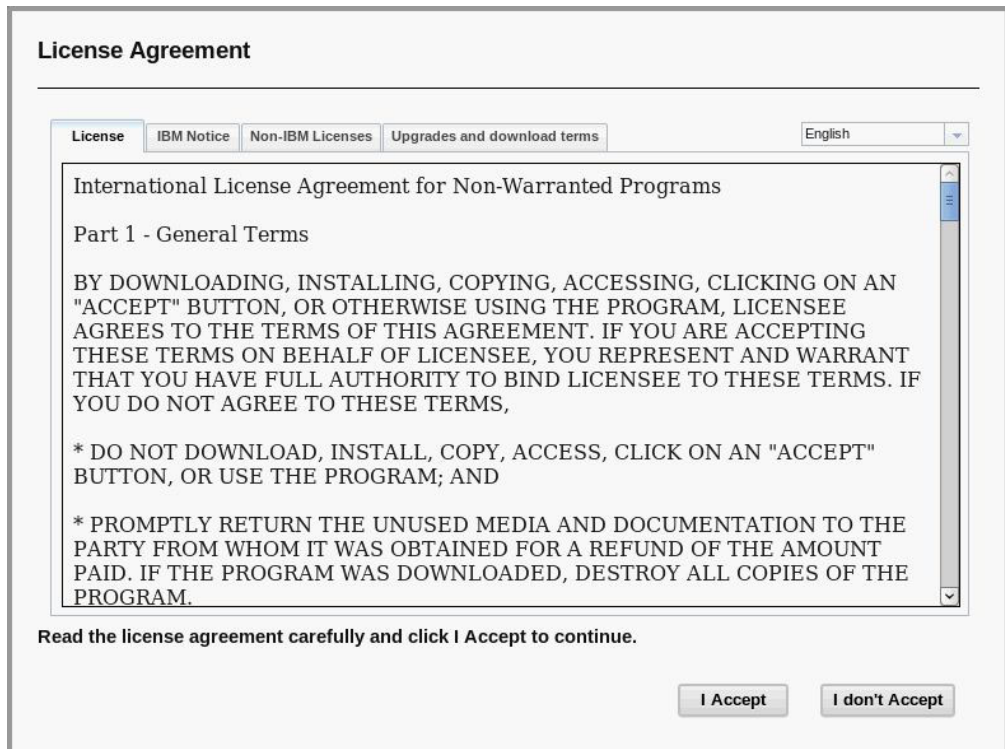 License Agreement
License
IBM Notice
Non-IBM Licenses
Upgrades and download terms
English
International License Agreement for Non-Warranted Programs
Part 1 - General Terms
BY DOWNLOADING, INSTALLING, COPYING, ACCESSING, CLICKING ON AN
"ACCEPT" BUTTON, OR OTHERWISE USING THE PROGRAM, LICENSEE
AGREES TO THE TERMS OF THIS AGREEMENT. IF YOU ARE ACCEPTING
THESE TERMS ON BEHALF OF LICENSEE, YOU REPRESENT AND WARRANT
THAT YOU HAVE FULL AUTHORITY TO BIND LICENSEE TO THESE TERMS. IF
YOU DO NOT AGREE TO THESE TERMS,
* DO NOT DOWNLOAD, INSTALL, COPY, ACCESS, CLICK ON AN "ACCEPT"
BUTTON, OR USE THE PROGRAM; AND
* PROMPTLY RETURN THE UNUSED MEDIA AND DOCUMENTATION TO THE
PARTY FROM WHOM IT WAS OBTAINED FOR A REFUND OF THE AMOUNT
PAID. IF THE PROGRAM WAS DOWNLOADED, DESTROY ALL COPIES OF THE
PROGRAM.
Read the license agreement carefully and click I Accept to continue.
I Accept
I don't Accept